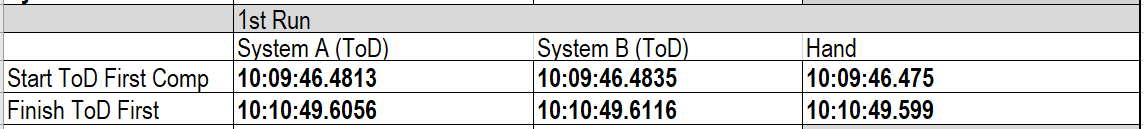 1st Run
System A (ToD) System B (ToD) Hand
Start ToD First Comp 10:09:46.4813 10:09:46.4835 10:09:46.475
Finish ToD First 10:10:49.6056 10:10:49.6116 10:10:49.599